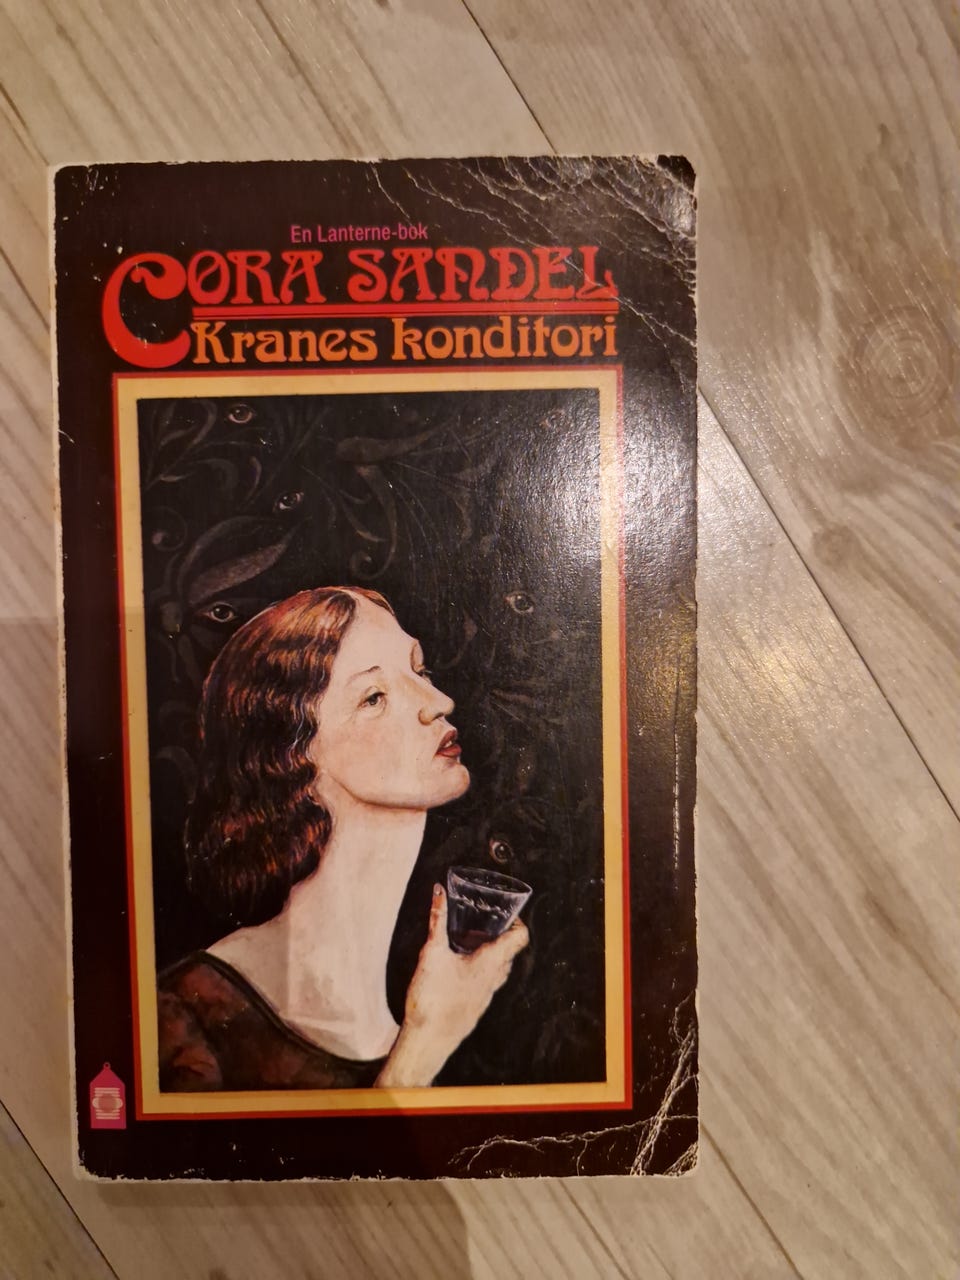 En Lanterne-bok
CORA SANDEL
Kranes konditori